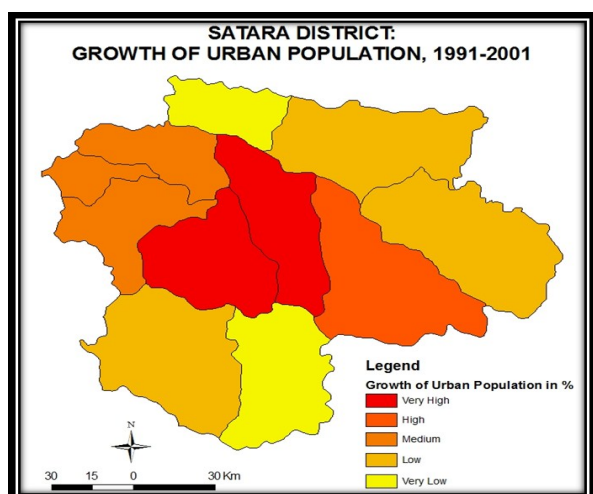 SATARA DISTRICT:
GROWTH OF URBAN POPULATION, 1991-2001
Legend
Growth of Urban Population in %
Very High
High
Medium
Low
Very Low
N
30 15 0 30 Km